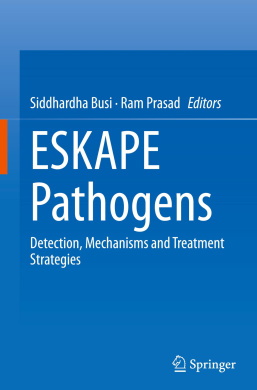 Siddhardha Busi · Ram Prasad Editors
ESKAPE
Pathogens
Detection, Mechanisms and Treatment
Strategies
Springer